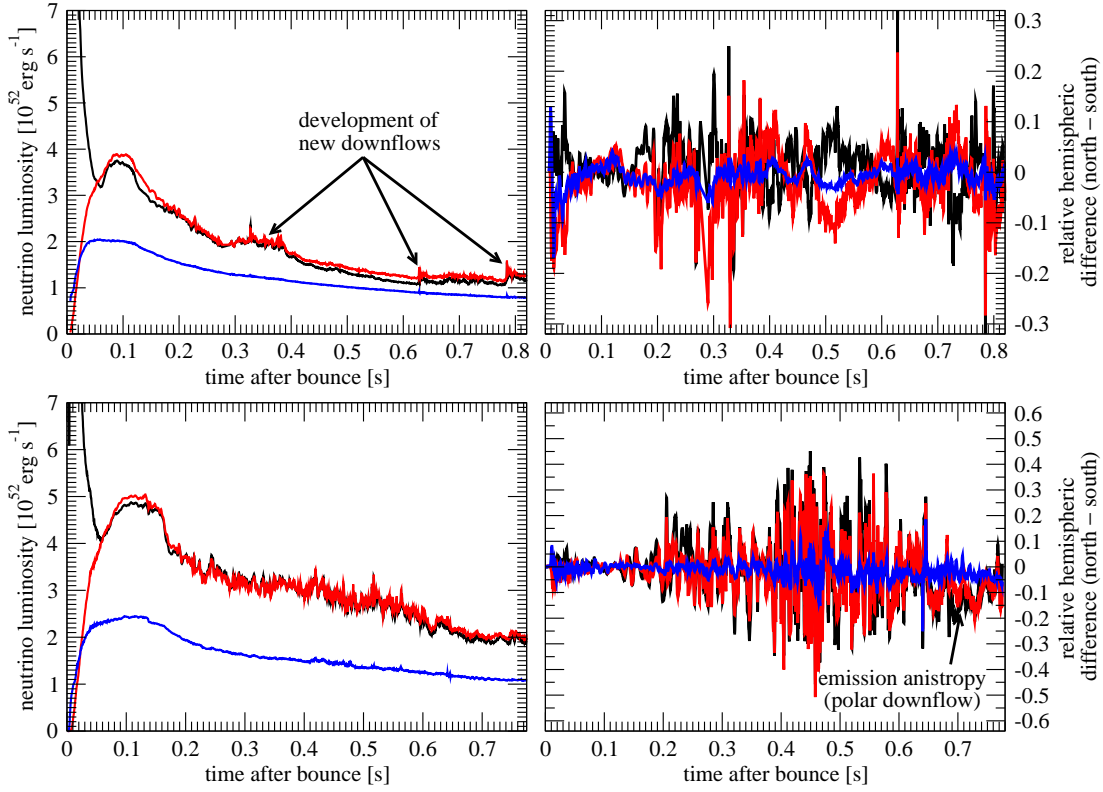 7
6
5
4
3
2
1
0
neutrino luminosity [10^52 erg s^-1]
development of
new downflows
0 0.1 0.2 0.3 0.4 0.5 0.6 0.7 0.8
time after bounce [s]
0.3
0.2
0.1
0
-0.1
-0.2
-0.3
relative hemispheric
difference (north − south)
0 0.1 0.2 0.3 0.4 0.5 0.6 0.7 0.8
time after bounce [s]
7
6
5
4
3
2
1
0
neutrino luminosity [10^52 erg s^-1]
0 0.1 0.2 0.3 0.4 0.5 0.6 0.7
time after bounce [s]
0.6
0.5
0.4
0.3
0.2
0.1
0
-0.1
-0.2
-0.3
-0.4
-0.5
-0.6
relative hemispheric
difference (north − south)
emission anistropy
(polar downflow)
0 0.1 0.2 0.3 0.4 0.5 0.6 0.7
time after bounce [s]